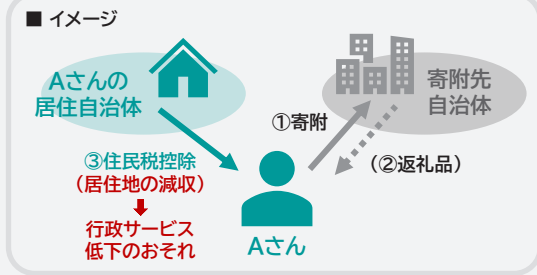 ■ イメージ
Aさんの
居住自治体
寄附先
自治体
①寄附
(②返礼品)
③住民税控除
(居住地の減収)
行政サービス
低下のおそれ
Aさん